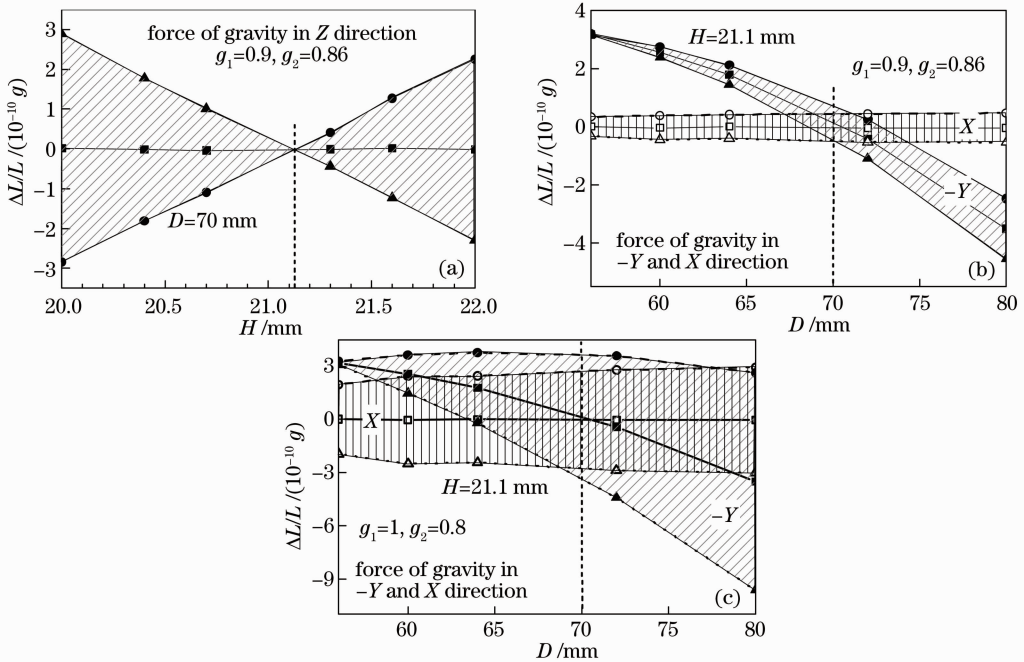 force of gravity in Z direction
g₁=0.9, g₂=0.86
D=70 mm
(a)
3
2
1
0
−1
−2
−3
ΔL/L /(10⁻¹⁰ g)
20.0 20.5 21.0 21.5 22.0
H /mm
H=21.1 mm
g₁=0.9, g₂=0.86
X
−Y
force of gravity in
−Y and X direction
(b)
4
2
0
−2
−4
ΔL/L /(10⁻¹⁰ g)
60 65 70 75 80
D /mm
X
H=21.1 mm
−Y
g₁=1, g₂=0.8
force of gravity in
−Y and X direction
(c)
3
0
−3
−6
−9
ΔL/L /(10⁻¹⁰ g)
60 65 70 75 80
D /mm